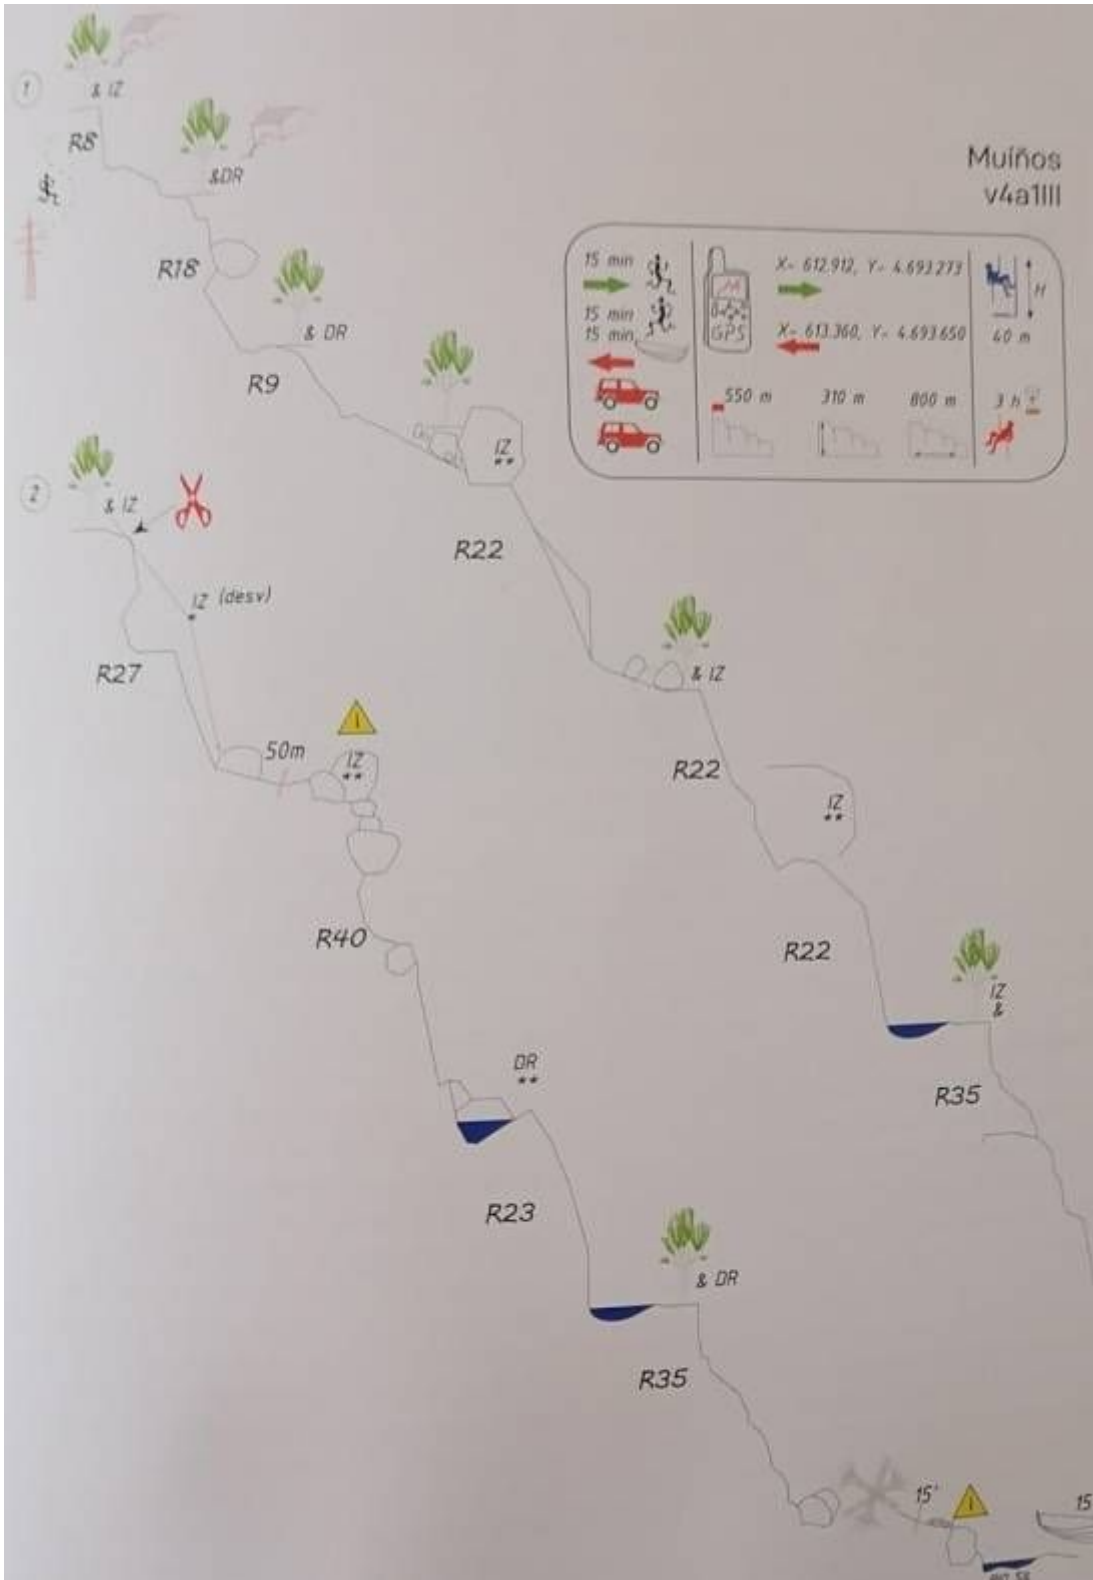 1
& IZ
R8
&DR
R18
& DR
R9
IZ
**
R22
& IZ
R22
IZ
**
R22
IZ
&
R35
Muíños
v4a1III
15 min
15 min
15 min
GPS
X- 612.912, Y- 4.693.273
X- 613.360, Y- 4.693.650
H
40 m
550 m
310 m
800 m
3 h
2
& IZ
IZ (desv)
*
R27
50m
IZ
**
R40
DR
**
R23
& DR
R35
15'
15